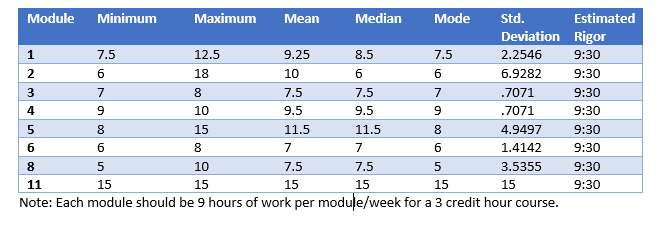 Module Minimum Maximum Mean Median Mode Std. Deviation Estimated Rigor
1 7.5 12.5 9.25 8.5 7.5 2.2546 9:30
2 6 18 10 6 6 6.9282 9:30
3 7 8 7.5 7.5 7 .7071 9:30
4 9 10 9.5 9.5 9 .7071 9:30
5 8 15 11.5 11.5 8 4.9497 9:30
6 6 8 7 7 6 1.4142 9:30
8 5 10 7.5 7.5 5 3.5355 9:30
11 15 15 15 15 15 15 9:30
Note: Each module should be 9 hours of work per module/week for a 3 credit hour course.